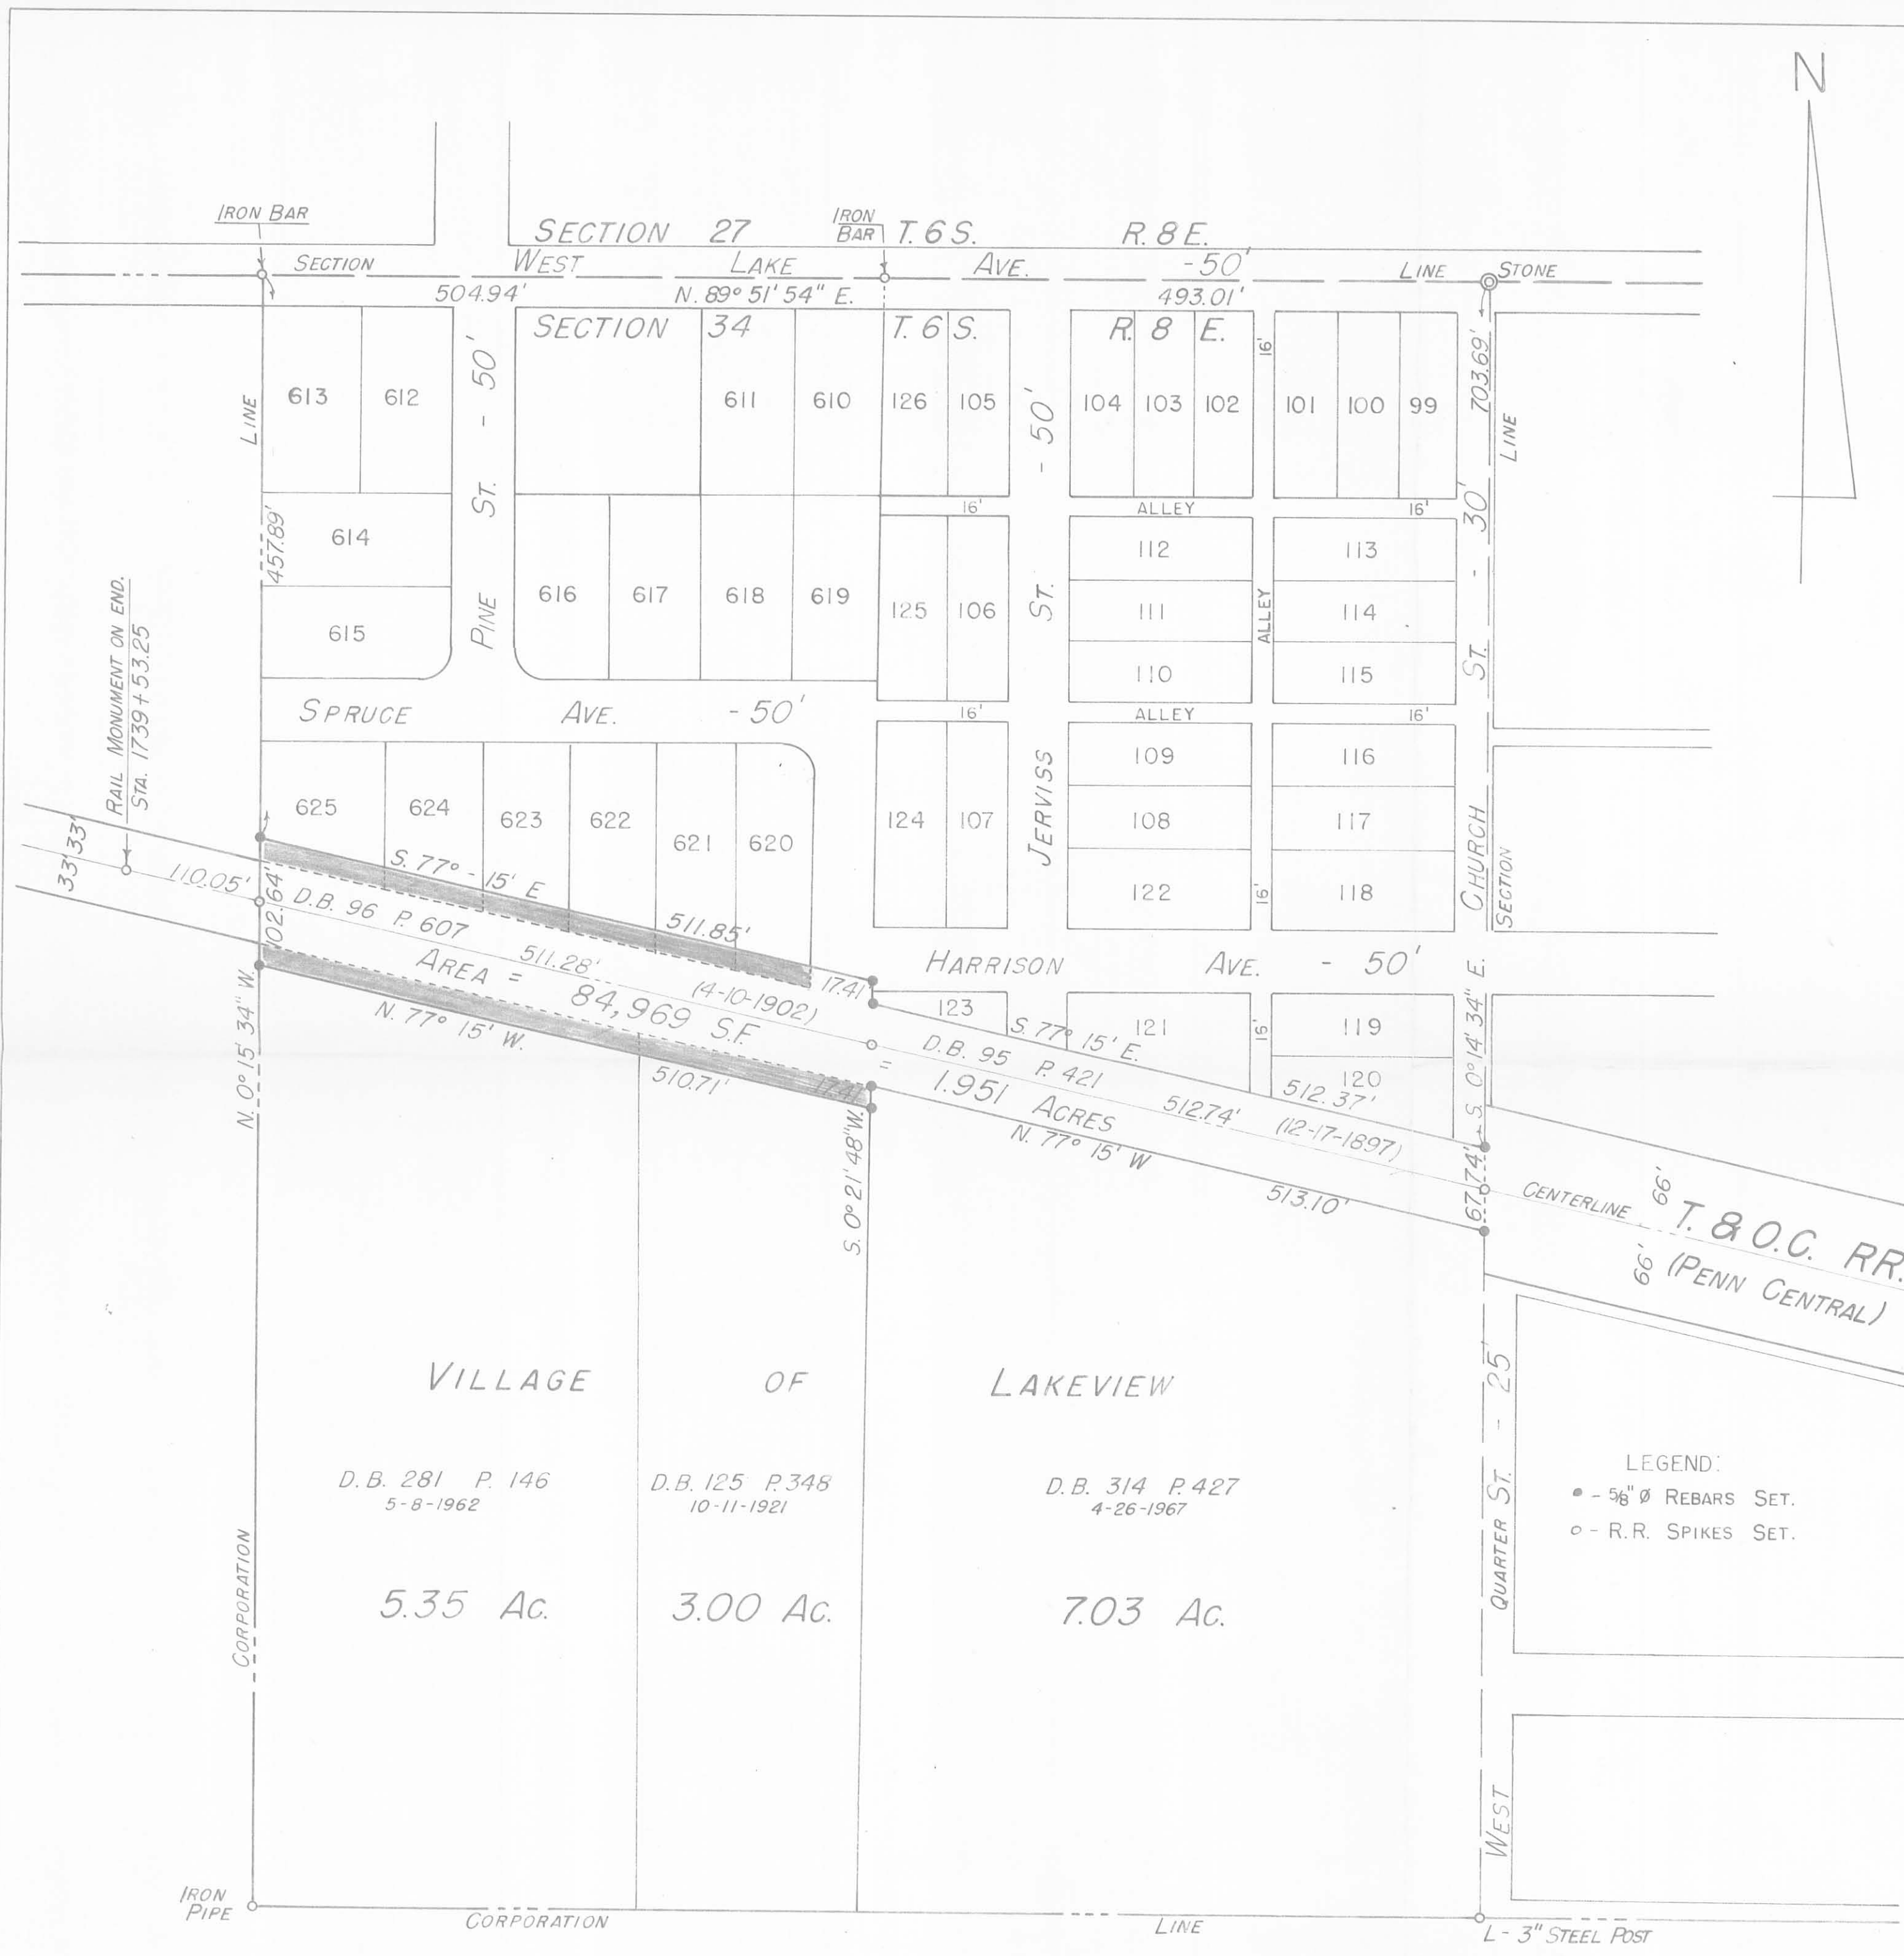 N
IRON BAR
SECTION 27
IRON
BAR
T. 6 S.
R. 8 E.
SECTION
WEST LAKE AVE. - 50'
LINE
STONE
504.94'
N. 89° 51' 54" E.
493.01'
SECTION 34
T. 6 S.
R. 8 E.
613
612
611
610
126
105
104
103
102
16'
101
100
99
703.69'
LINE
LINE
PINE ST. - 50'
JERVISS ST. - 50'
CHURCH ST. - 30'
16'
ALLEY
16'
457.89'
614
615
616
617
618
619
125
106
112
111
110
ALLEY
113
114
115
RAIL MONUMENT ON END.
STA. 1739+53.25
SPRUCE AVE. - 50'
16'
ALLEY
16'
625
624
623
622
621
620
124
107
109
108
122
16'
116
117
118
SECTION
33' 33'
110.05'
102.64'
S. 77° - 15' E
511.85'
D.B. 96 P. 607
511.28'
(4-10-1902)
17.41'
AREA = 84,969 S.F. = 1.951 ACRES
N. 77° 15' W.
510.71'
17.41'
HARRISON AVE. - 50'
123
121
16'
119
120
S. 77° 15' E.
512.37'
D.B. 95 P. 421
512.74'
(12-17-1897)
N. 77° 15' W
513.10'
S. 0° 14' 34" E.
67.74'
N. 0° 15' 34" W.
S. 0° 21' 48" W.
CENTERLINE
66'
66'
T. & O.C. RR.
(PENN CENTRAL)
VILLAGE OF LAKEVIEW
D.B. 281 P. 146
5-8-1962
D.B. 125 P. 348
10-11-1921
D.B. 314 P. 427
4-26-1967
5.35 AC.
3.00 AC.
7.03 AC.
CORPORATION
WEST QUARTER ST. - 25'
LEGEND:
● - 5/8" Ø REBARS SET.
○ - R.R. SPIKES SET.
IRON
PIPE
CORPORATION
LINE
L - 3" STEEL POST